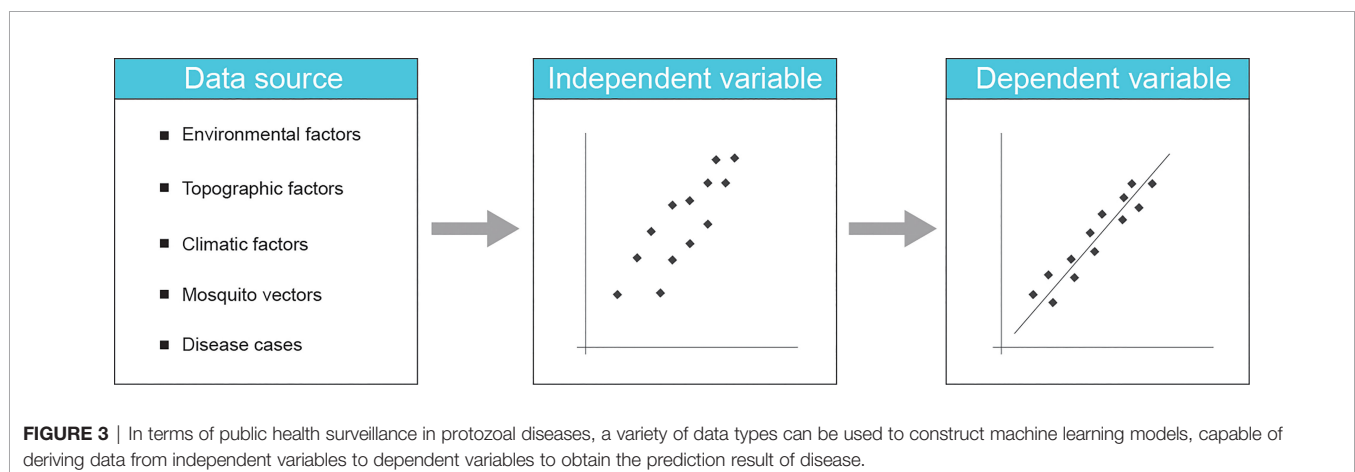 Data source
■ Environmental factors
■ Topographic factors
■ Climatic factors
■ Mosquito vectors
■ Disease cases
Independent variable
Dependent variable
FIGURE 3 | In terms of public health surveillance in protozoal diseases, a variety of data types can be used to construct machine learning models, capable of
deriving data from independent variables to dependent variables to obtain the prediction result of disease.